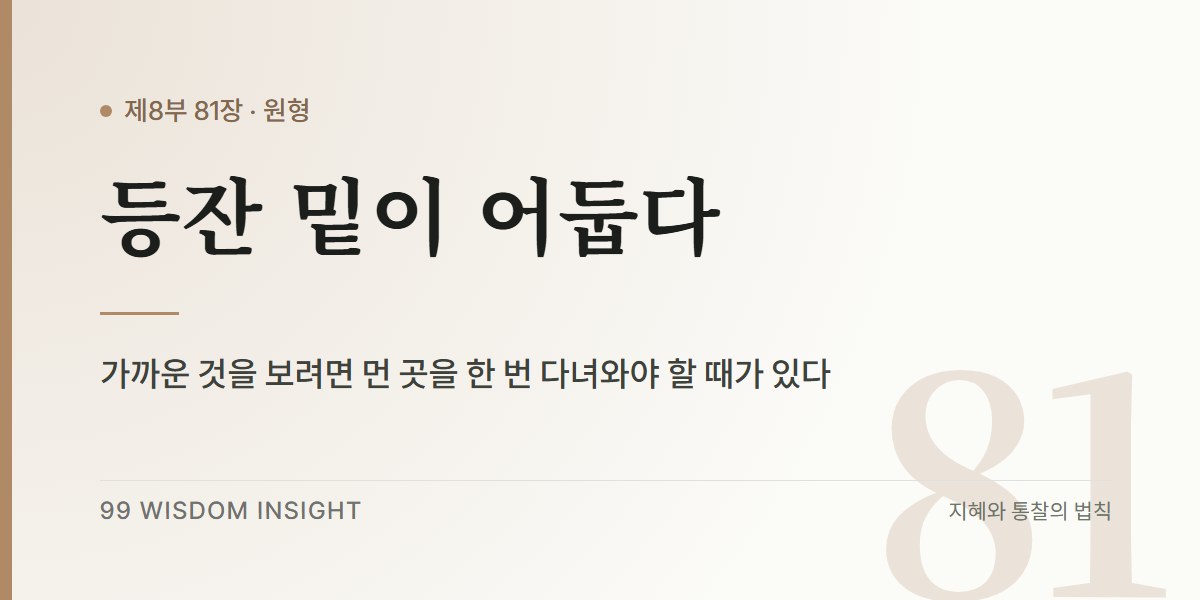 제8부 81장 · 원형
등잔 밑이 어둡다
가까운 것을 보려면 먼 곳을 한 번 다녀와야 할 때가 있다
81
99 WISDOM INSIGHT
지혜와 통찰의 법칙